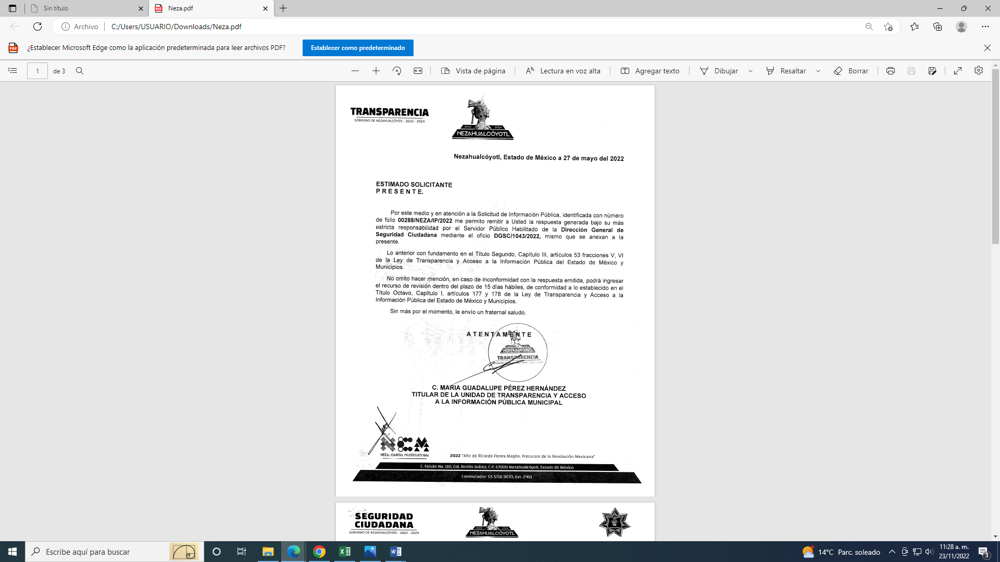 Sin título
Neza.pdf
Archivo
C:/Users/USUARIO/Downloads/Neza.pdf
¿Establecer Microsoft Edge como la aplicación predeterminada para leer archivos PDF?
Establecer como predeterminado
1 de 3
Vista de página
Lectura en voz alta
Agregar texto
Dibujar
Resaltar
Borrar
TRANSPARENCIA
GOBIERNO DE NEZAHUALCÓYOTL · 2022 - 2024
2022 2024
NEZAHUALCÓYOTL
Nezahualcóyotl, Estado de México a 27 de mayo del 2022
ESTIMADO SOLICITANTE
P R E S E N T E.
Por este medio y en atención a la Solicitud de Información Pública, identificada con número
de folio 00288/NEZA/IP/2022 me permito remitir a Usted la respuesta generada bajo su más
estricta responsabilidad por el Servidor Público Habilitado de la Dirección General de
Seguridad Ciudadana mediante el oficio DGSC/1043/2022, mismo que se anexan a la
presente.
Lo anterior con fundamento en el Título Segundo, Capítulo III, artículos 53 fracciones V, VI
de la Ley de Transparencia y Acceso a la Información Pública del Estado de México y
Municipios.
No omito hacer mención, en caso de inconformidad con la respuesta emitida, podrá ingresar
el recurso de revisión dentro del plazo de 15 días hábiles, de conformidad a lo establecido en el
Título Octavo, Capítulo I, artículos 177 y 178 de la Ley de Transparencia y Acceso a la
Información Pública del Estado de México y Municipios.
Sin más por el momento, le envío un fraternal saludo.
A T E N T A M E N T E
NEZAHUALCÓYOTL
TRANSPARENCIA
C. MARIA GUADALUPE PÉREZ HERNÁNDEZ
TITULAR DE LA UNIDAD DE TRANSPARENCIA Y ACCESO
A LA INFORMACIÓN PÚBLICA MUNICIPAL
NCM
NEZA, CAPITAL MULTICULTURAL
2022 "Año de Ricardo Flores Magón. Precursor de la Revolución Mexicana"
C. Faisán No. 110, Col. Benito Juárez, C.P. 57000 Nezahualcóyotl, Estado de México
Conmutador: 55 5716 9070, Ext. 2901
SEGURIDAD
CIUDADANA
GOBIERNO DE NEZAHUALCÓYOTL · 2022 - 2024
2022 2024
NEZAHUALCÓYOTL
Escribe aquí para buscar
14°C Parc. soleado
11:28 a. m.
23/11/2022
3